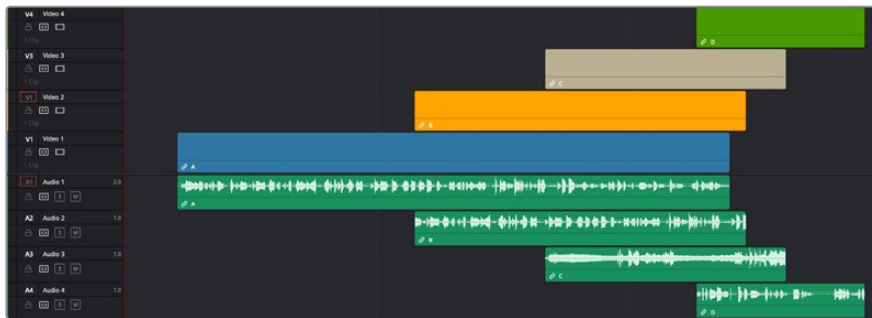 V4 Video 4
1 Clip
D
V3 Video 3
1 Clip
C
V1 Video 2
1 Clip
B
V1 Video 1
1 Clip
A
A1 Audio 1 2.0
S M
A
A2 Audio 2 1.0
S M
B
A3 Audio 3 1.0
S M
C
A4 Audio 4 1.0
S M
D